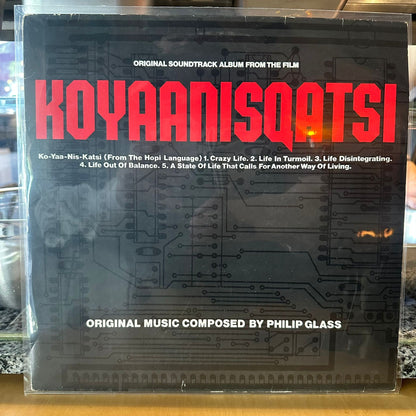 ORIGINAL SOUNDTRACK ALBUM FROM THE FILM
KOYAANISQATSI
Ko-Yaa-Nis-Katsi (From The Hopi Language) 1. Crazy Life. 2. Life In Turmoil. 3. Life Disintegrating.
4. Life Out Of Balance. 5. A State Of Life That Calls For Another Way Of Living.
ORIGINAL MUSIC COMPOSED BY PHILIP GLASS